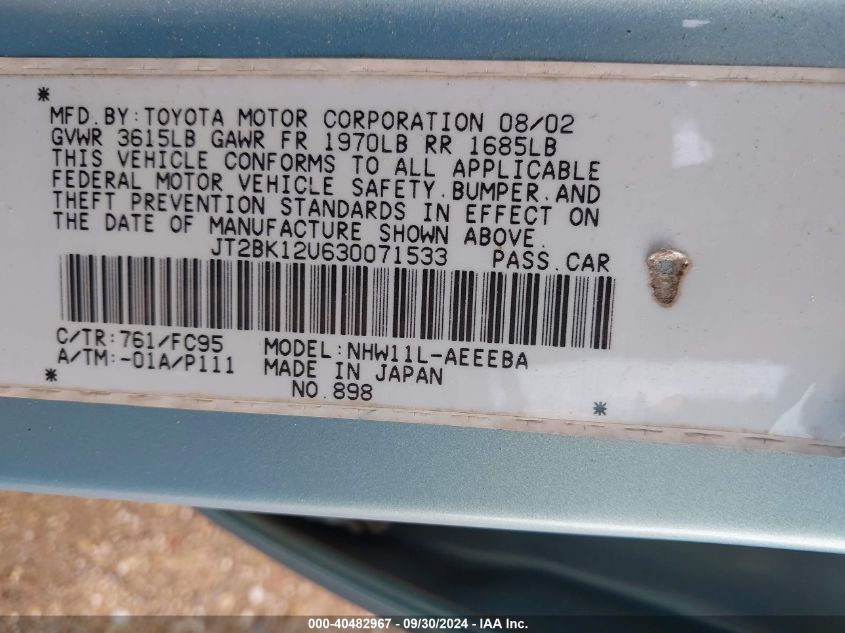 *
MFD.BY:TOYOTA MOTOR CORPORATION 08/02
GVWR 3615LB GAWR FR 1970LB RR 1685LB
THIS VEHICLE CONFORMS TO ALL APPLICABLE
FEDERAL MOTOR VEHICLE SAFETY.BUMPER.AND
THEFT PREVENTION STANDARDS IN EFFECT ON
THE DATE OF MANUFACTURE SHOWN ABOVE.
JT2BK12U630071533 PASS.CAR
C/TR:761/FC95 MODEL:NHW11L-AEEEBA
A/TM:-01A/P111 MADE IN JAPAN
* NO.898 *
000-40482967 - 09/30/2024 - www.iaai.com